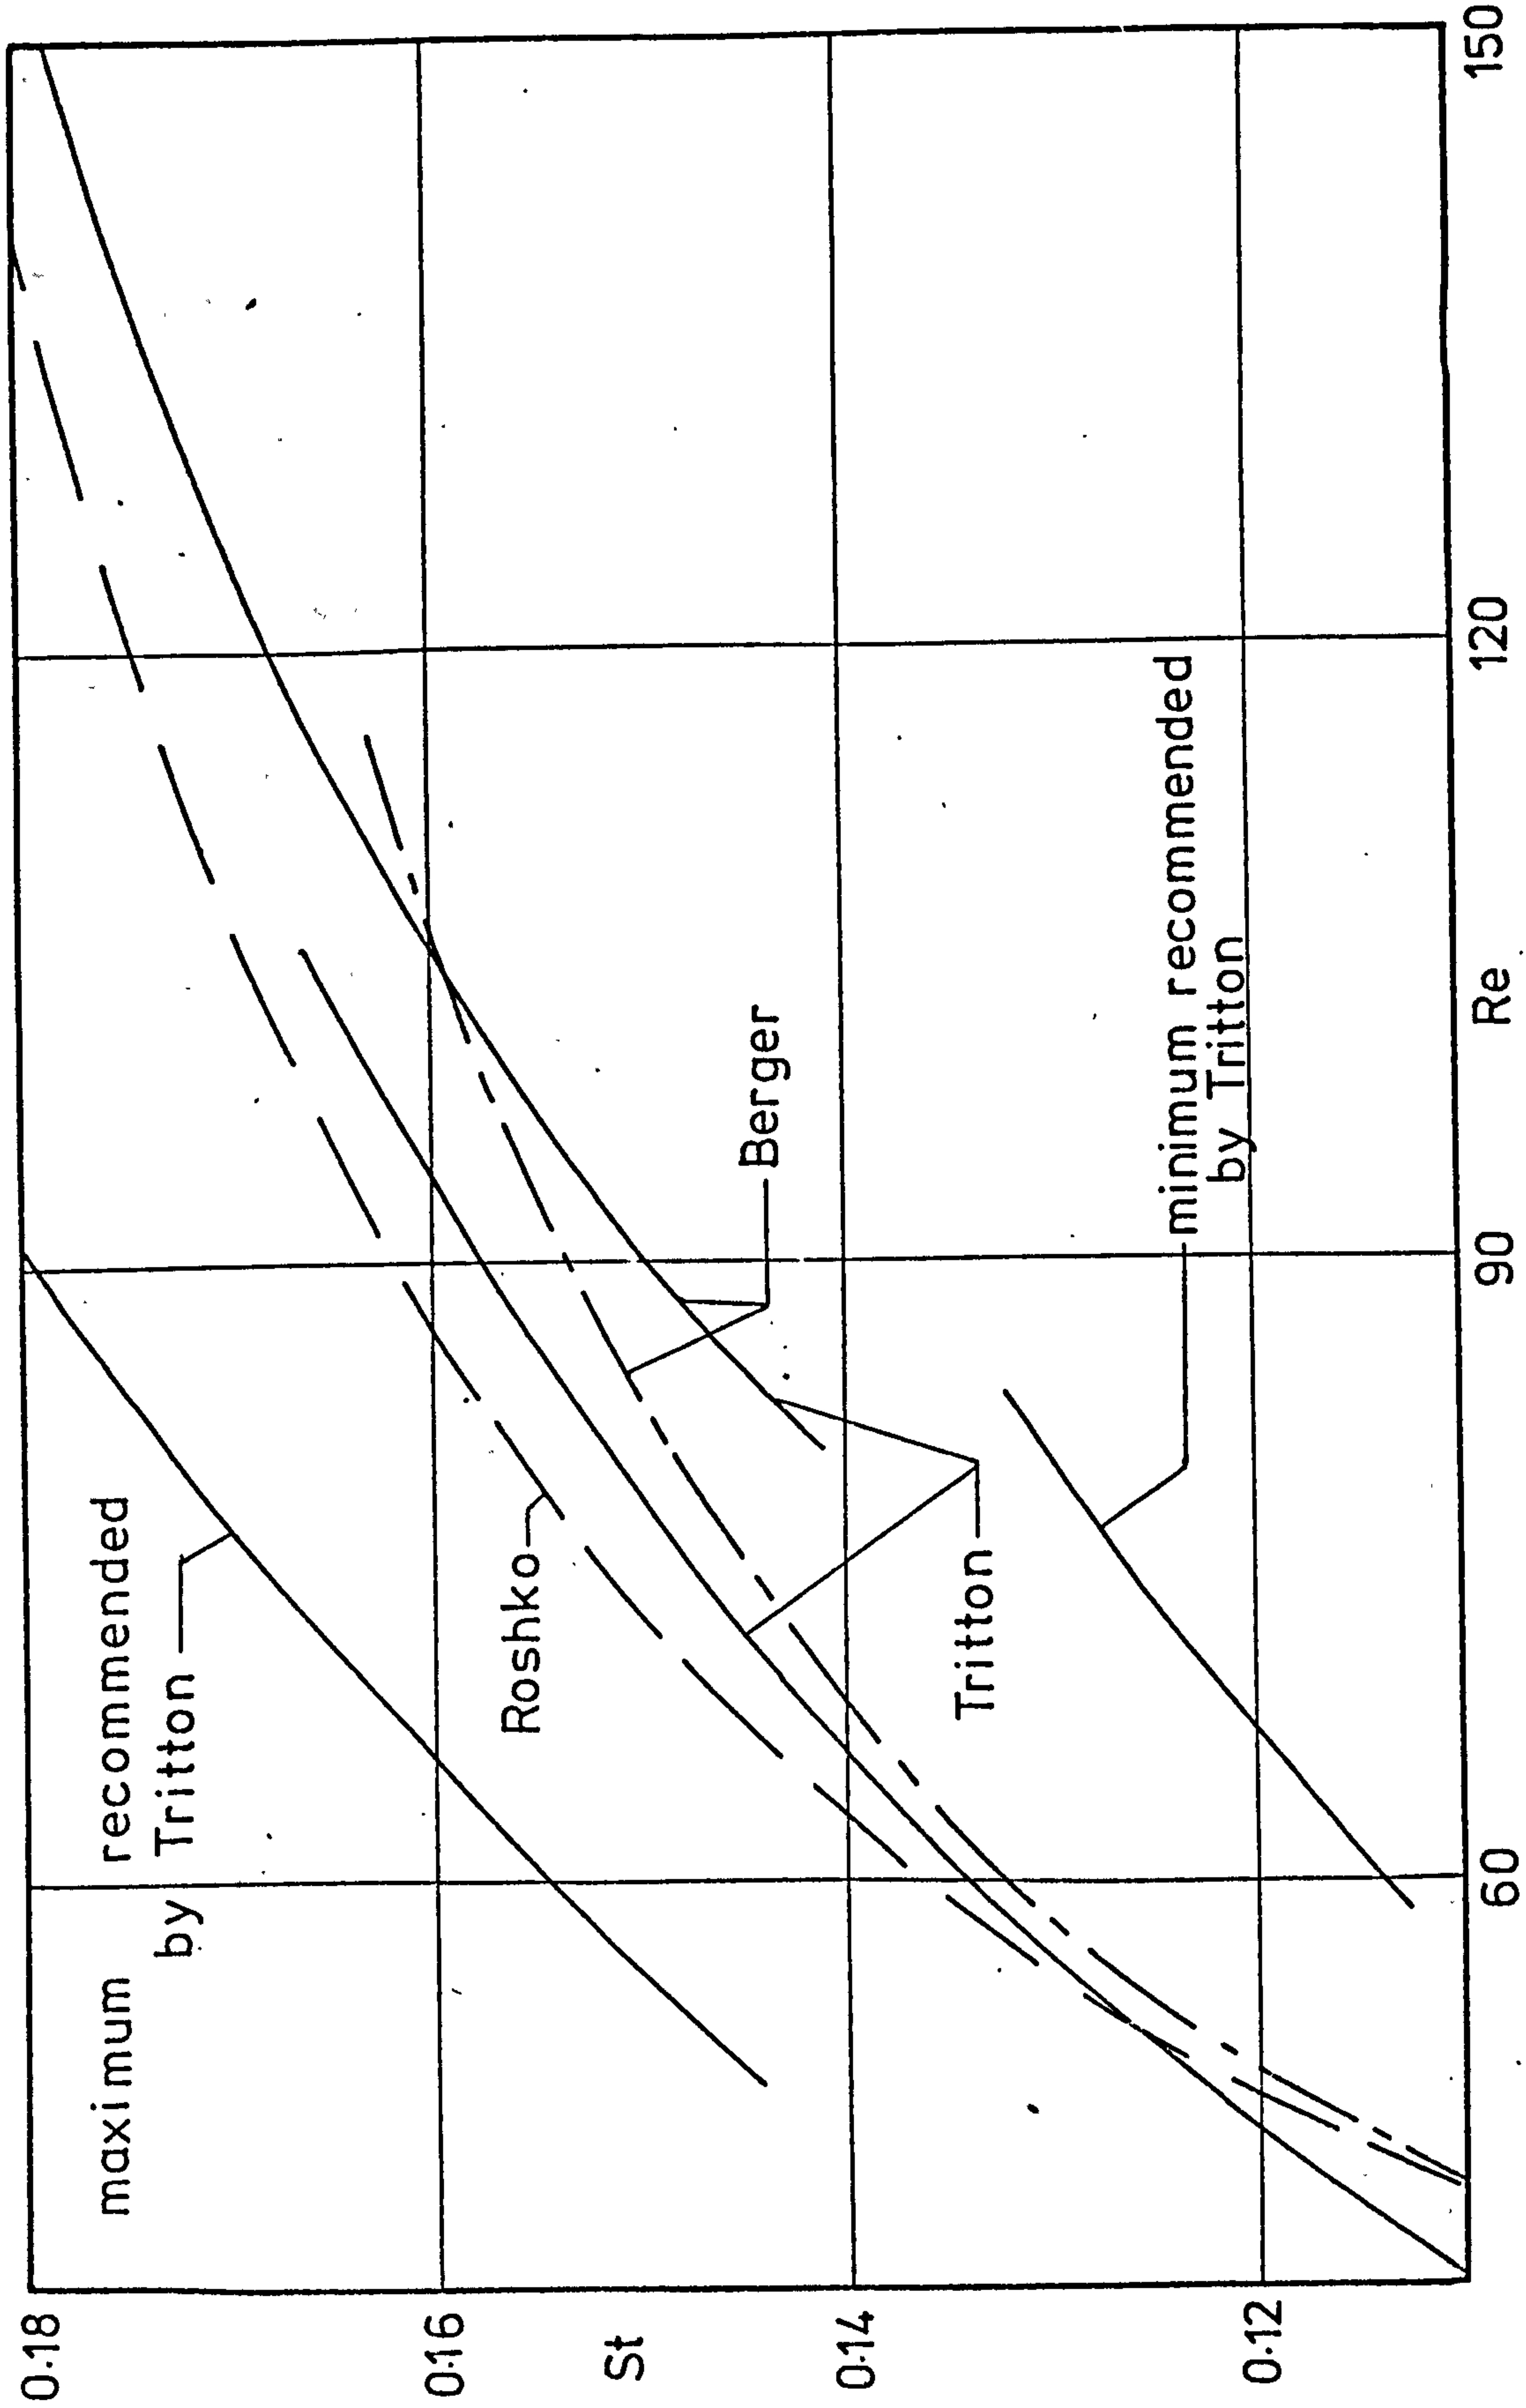 0·18
0·16
St
0·14
0·12
maximum recommended
by Tritton
Roshko
Berger
Tritton
minimum recommended
by Tritton
60
90
Re
120
150